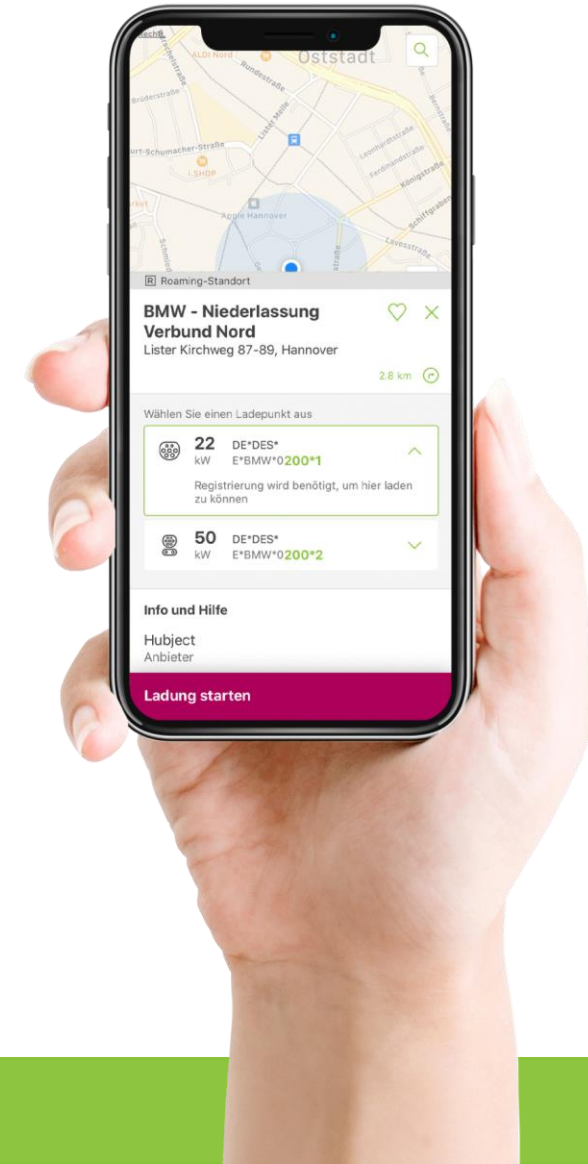 ALDI Nord
Oststadt
Rundestraße
Brüderstraße
Lister Meile
Leonhardtstraße
Ferdinandstraße
Königstraße
I.SHOP
Apple Hannover
Schiffgraben
Lavesstraße
R Roaming-Standort
BMW - Niederlassung
Verbund Nord
Lister Kirchweg 87-89, Hannover
2.8 km
Wählen Sie einen Ladepunkt aus
22 DE*DES*
kW E*BMW*0200*1
Registrierung wird benötigt, um hier laden
zu können
50 DE*DES*
kW E*BMW*0200*2
Info und Hilfe
Hubject
Anbieter
Ladung starten